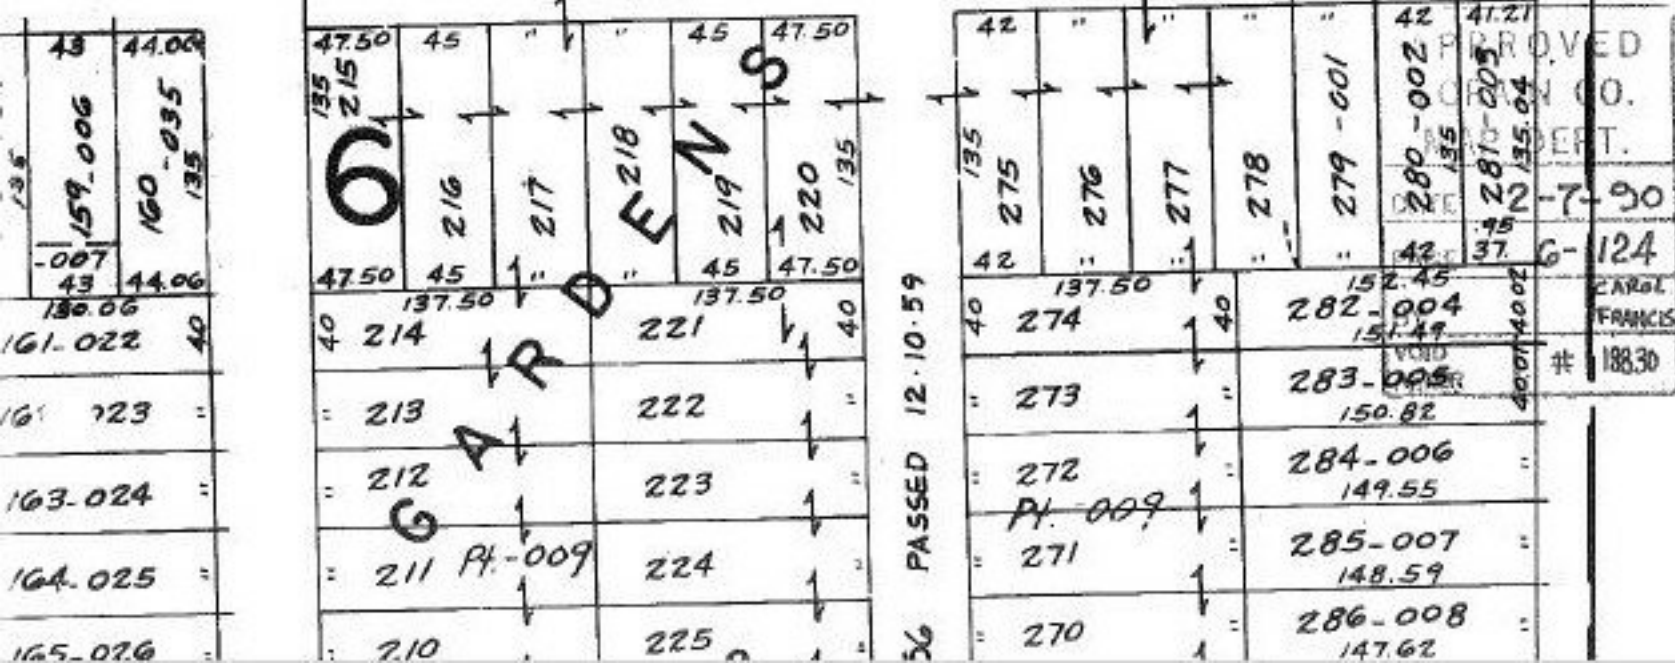 43 44.06
159-006
160-035
135
135
-007
43 44.06
130.06
161-022 40
023 "
163-024 "
164-025 "
165-026 "
47.50 45 " " 45 47.50
135
215
6
216
217
218
219
220
135
47.50 45 " " 45 47.50
GARDENS
137.50 137.50
40 214 221 40
" 213 222 "
" 212 223 "
" 211 Pt.-009 224 "
210 225
56 PASSED 12.10.59
42 " " " " 42 41.21
135
275
276
277
278
279-001
280-002
135
281-003
135.04
42 " " " " 42 37.95
137.50 152.45
40 274 40 282-004 40.02
151.49
" 273 " 283-005 40.01
150.82
" 272 284-006 "
Pt. 009 149.55
" 271 " 285-007 "
148.59
" 270 " 286-008 "
147.62
APPROVED
CO.
MAP DEPT.
DATE 2-7-90
6-124
CAROL
FRANCIS
VOID
# 18830